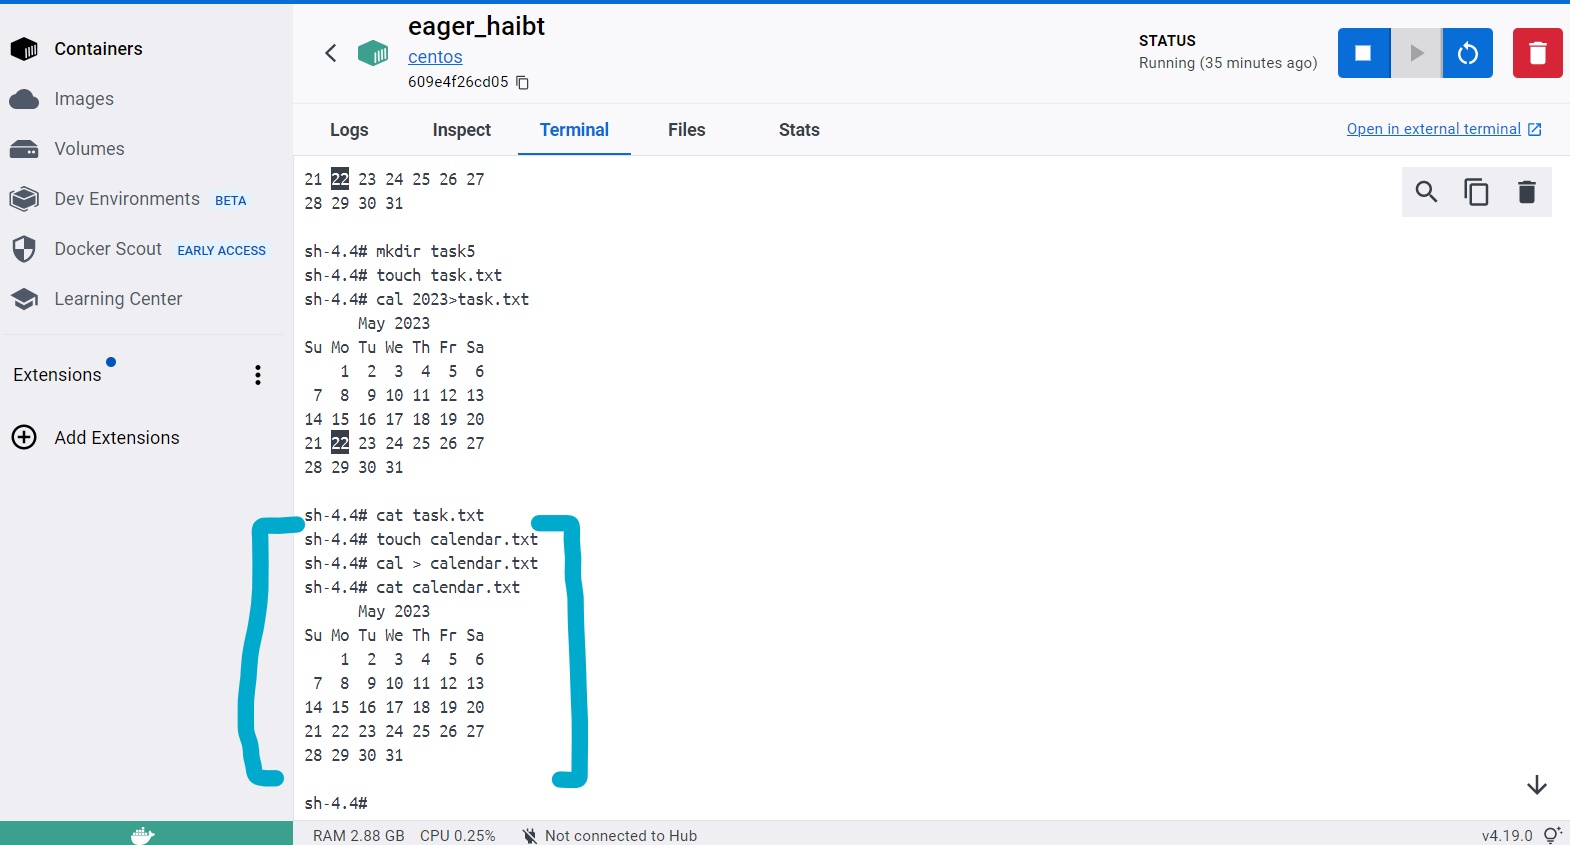 Containers
Images
Volumes
Dev Environments BETA
Docker Scout EARLY ACCESS
Learning Center
Extensions
Add Extensions
eager_haibt
centos
609e4f26cd05
STATUS
Running (35 minutes ago)
Logs Inspect Terminal Files Stats
Open in external terminal
21 22 23 24 25 26 27
28 29 30 31
sh-4.4# mkdir task5
sh-4.4# touch task.txt
sh-4.4# cal 2023>task.txt
      May 2023
Su Mo Tu We Th Fr Sa
    1  2  3  4  5  6
 7  8  9 10 11 12 13
14 15 16 17 18 19 20
21 22 23 24 25 26 27
28 29 30 31
sh-4.4# cat task.txt
sh-4.4# touch calendar.txt
sh-4.4# cal > calendar.txt
sh-4.4# cat calendar.txt
      May 2023
Su Mo Tu We Th Fr Sa
    1  2  3  4  5  6
 7  8  9 10 11 12 13
14 15 16 17 18 19 20
21 22 23 24 25 26 27
28 29 30 31
sh-4.4#
RAM 2.88 GB CPU 0.25% Not connected to Hub
v4.19.0